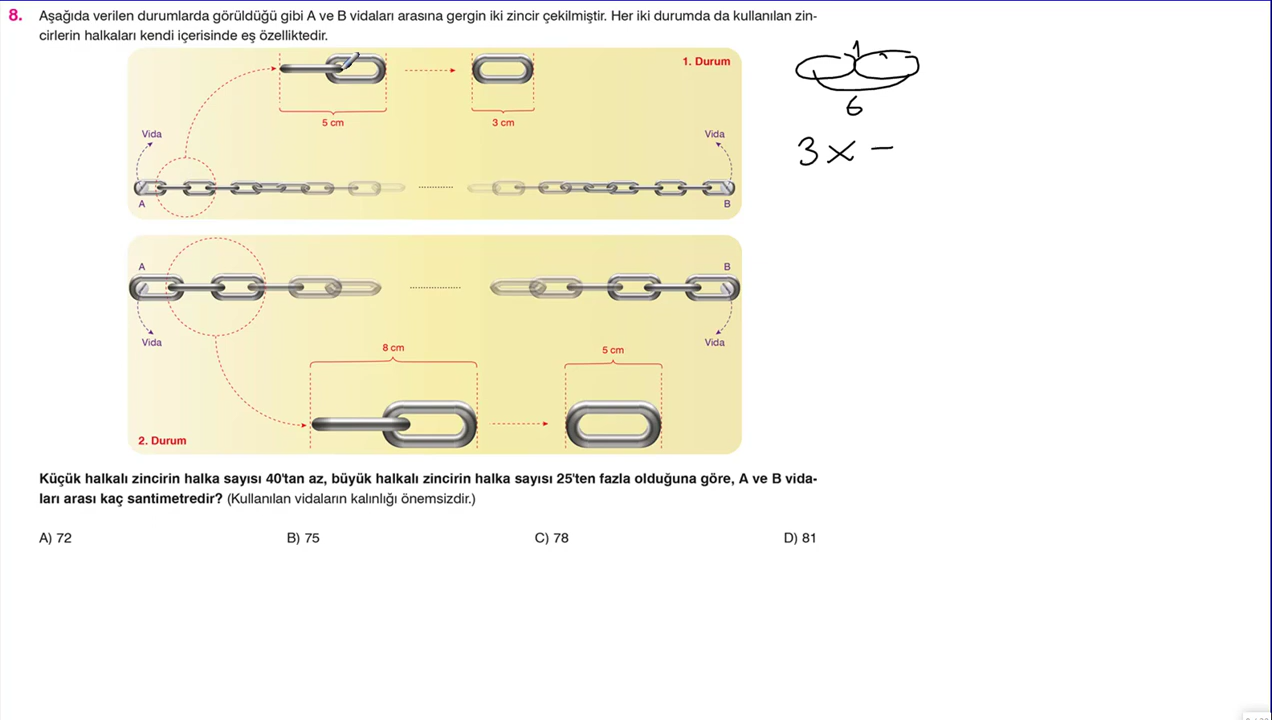 8. Aşağıda verilen durumlarda görüldüğü gibi A ve B vidaları arasına gergin iki zincir çekilmiştir. Her iki durumda da kullanılan zin-
cirlerin halkaları kendi içerisinde eş özelliktedir.
1. Durum
5 cm
3 cm
Vida
Vida
A
B
1
6
3x -
A
B
Vida
Vida
8 cm
5 cm
2. Durum
Küçük halkalı zincirin halka sayısı 40'tan az, büyük halkalı zincirin halka sayısı 25'ten fazla olduğuna göre, A ve B vida-
ları arası kaç santimetredir? (Kullanılan vidaların kalınlığı önemsizdir.)
A) 72 B) 75 C) 78 D) 81